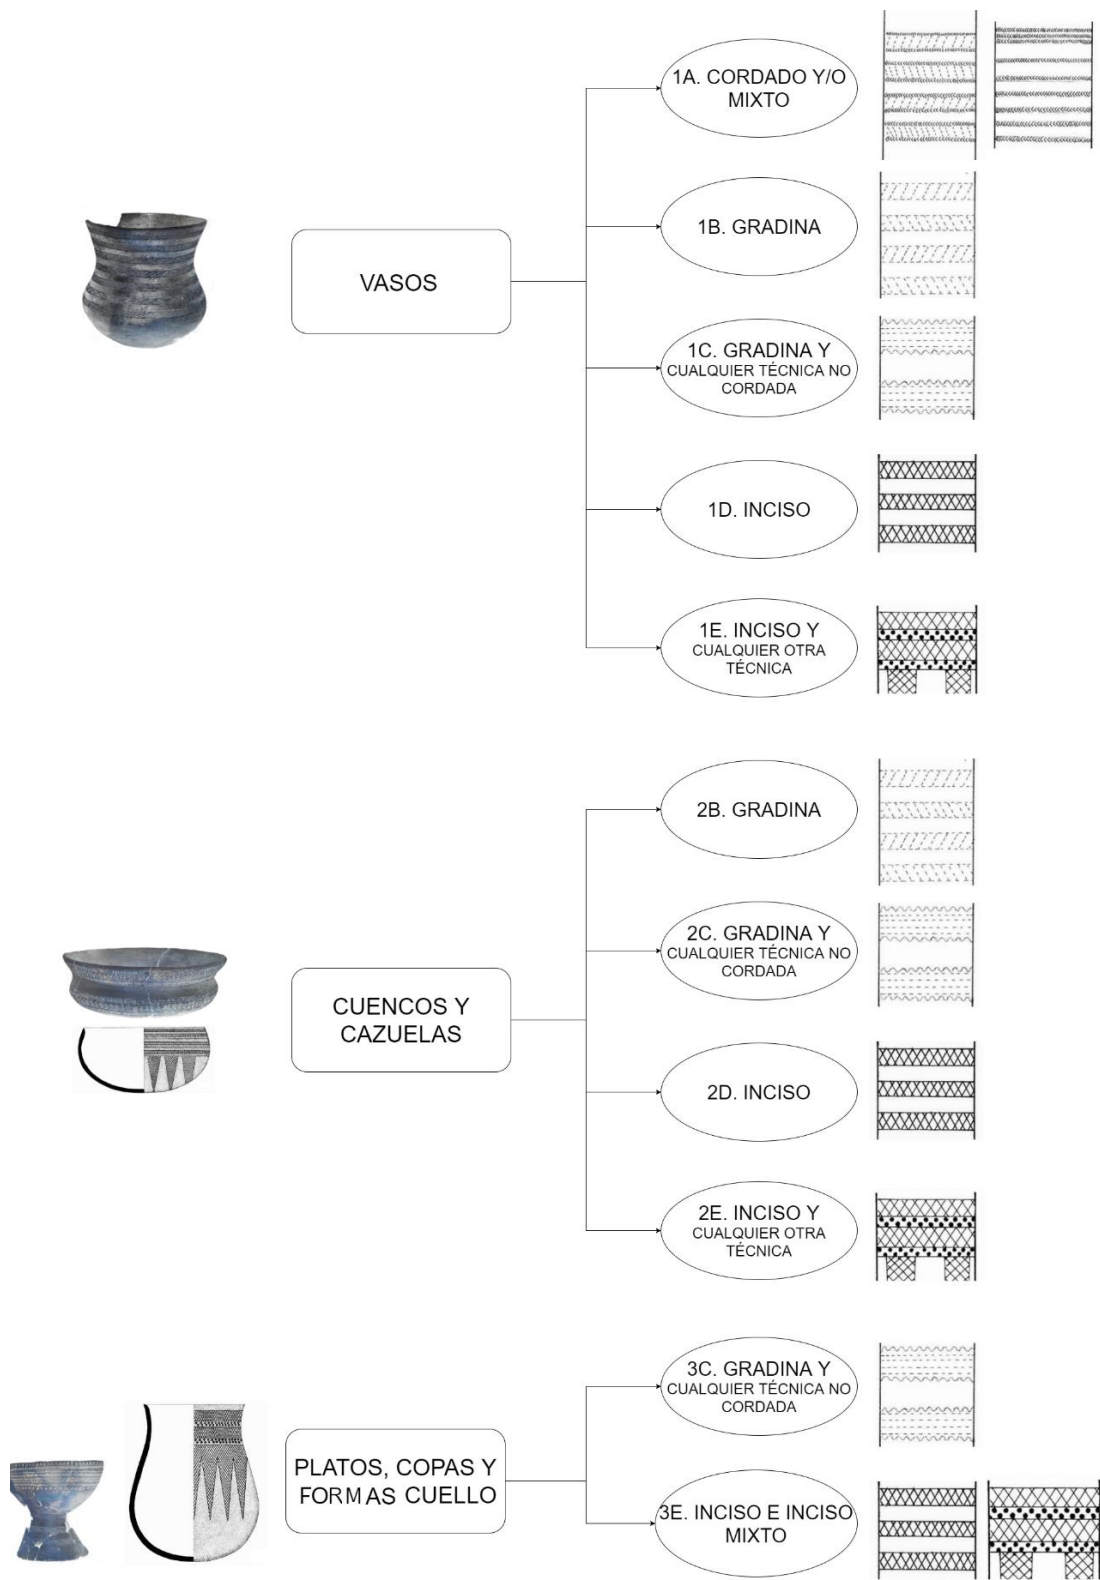 1A. CORDADO Y/O
MIXTO
1B. GRADINA
VASOS
1C. GRADINA Y
CUALQUIER TÉCNICA NO
CORDADA
1D. INCISO
1E. INCISO Y
CUALQUIER OTRA
TÉCNICA
2B. GRADINA
2C. GRADINA Y
CUALQUIER TÉCNICA NO
CORDADA
CUENCOS Y
CAZUELAS
2D. INCISO
2E. INCISO Y
CUALQUIER OTRA
TÉCNICA
3C. GRADINA Y
CUALQUIER TÉCNICA NO
CORDADA
PLATOS, COPAS Y
FORMAS CUELLO
3E. INCISO E INCISO
MIXTO